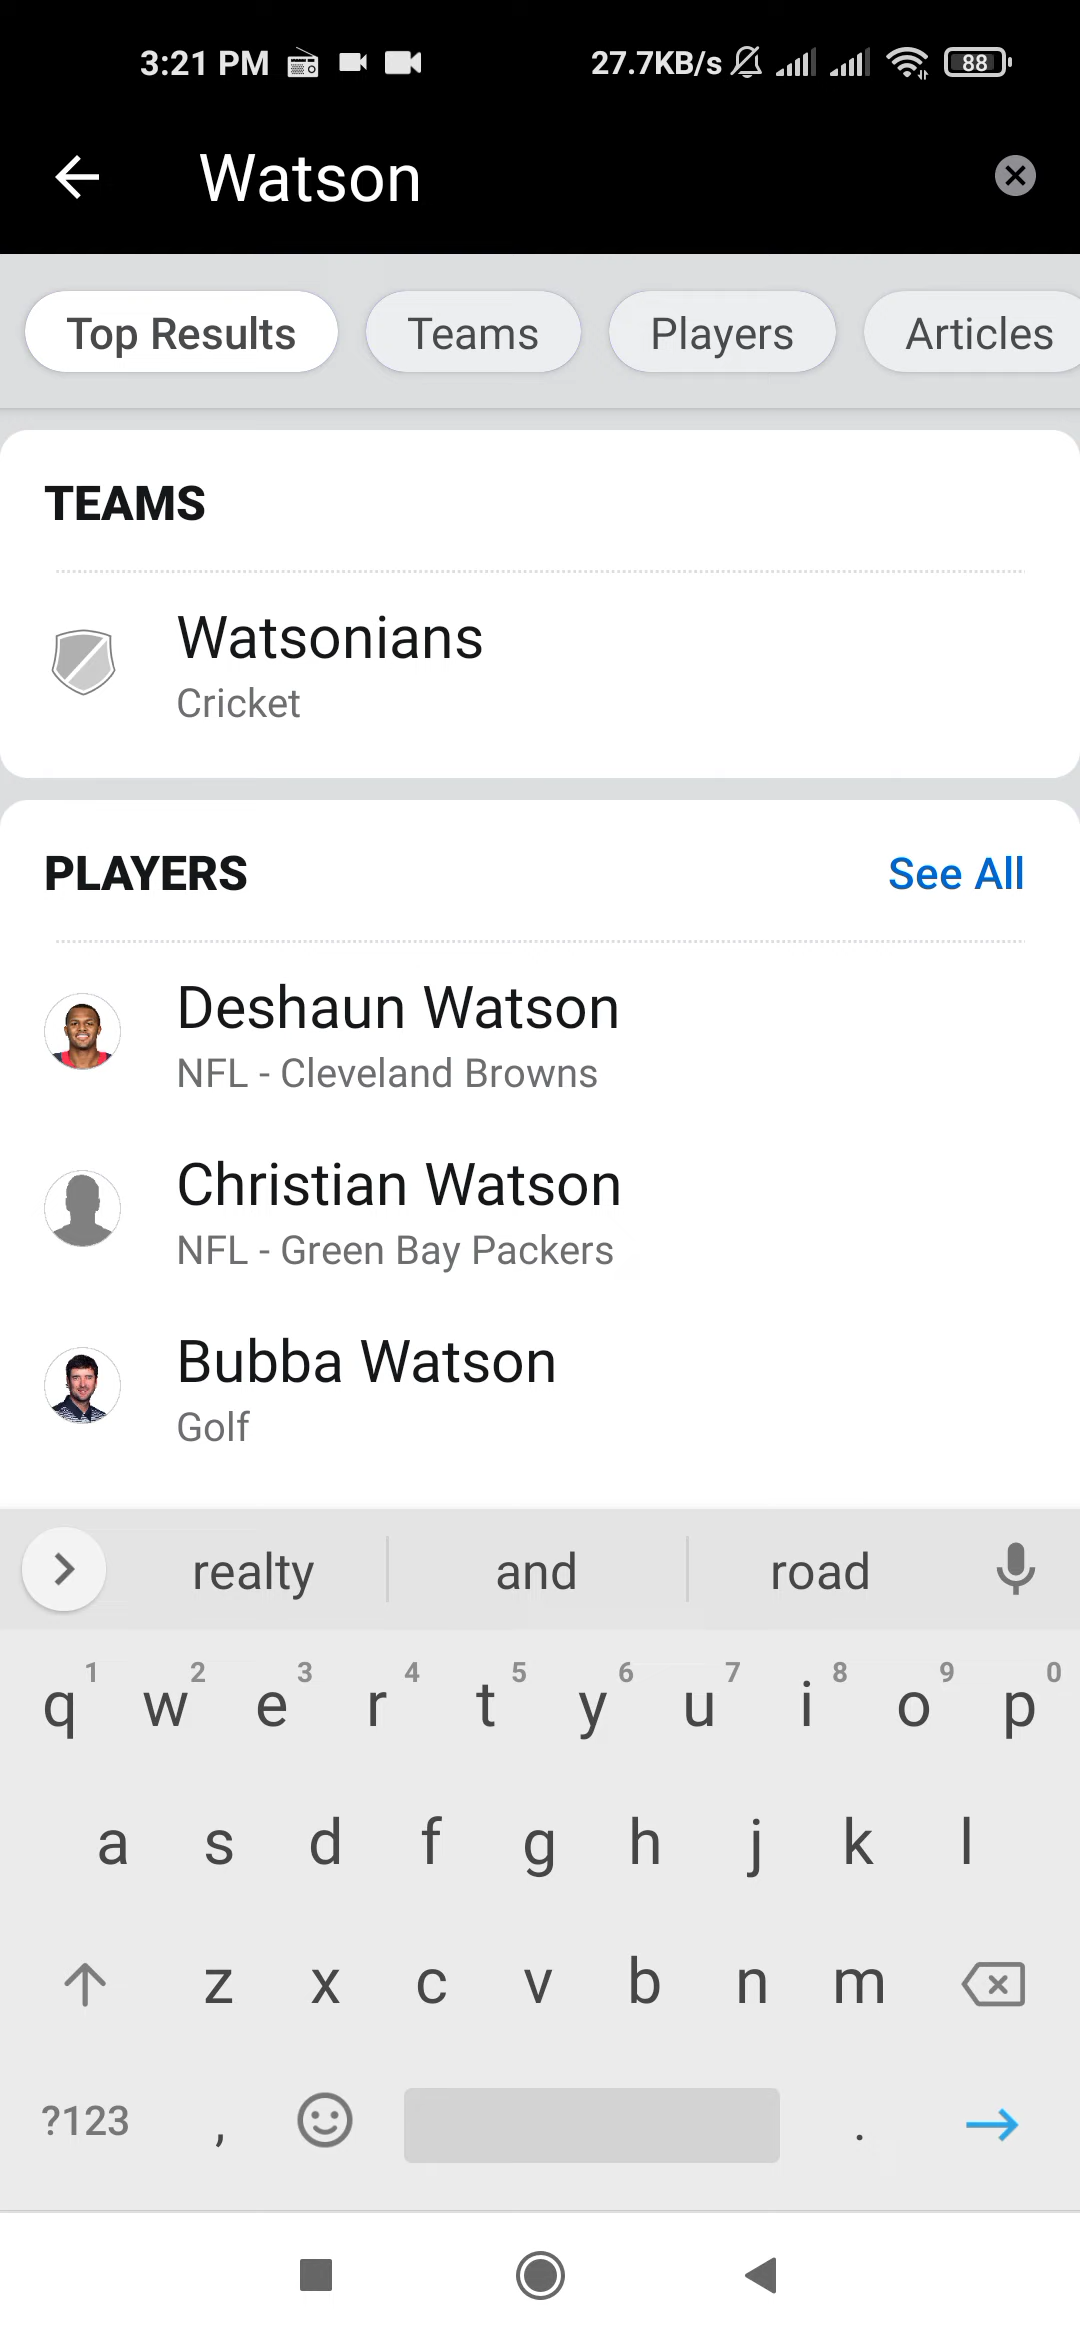 3:21 PM 27.7KB/s 88
Watson
Top Results Teams Players Articles
TEAMS
Watsonians
Cricket
PLAYERS See All
Deshaun Watson
NFL - Cleveland Browns
Christian Watson
NFL - Green Bay Packers
Bubba Watson
Golf
realty and road
1 2 3 4 5 6 7 8 9 0
q w e r t y u i o p
a s d f g h j k l
z x c v b n m
?123 , .